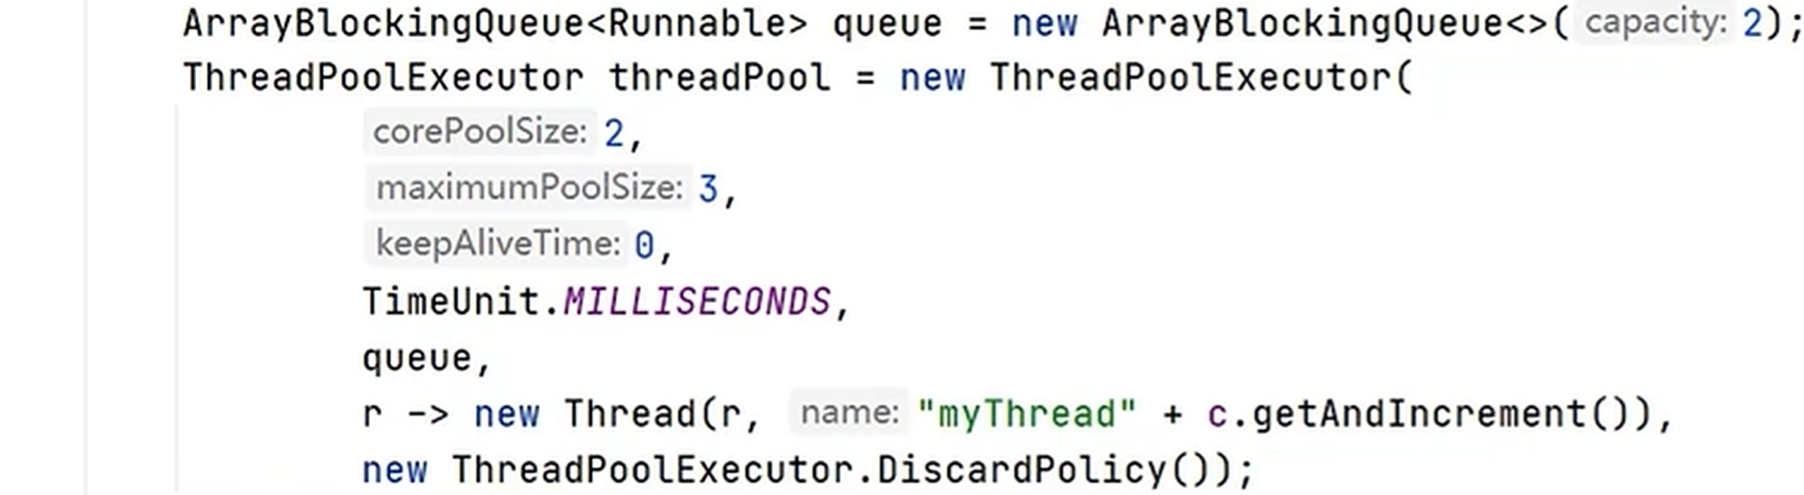 ArrayBlockingQueue<Runnable> queue = new ArrayBlockingQueue<>( capacity: 2);
ThreadPoolExecutor threadPool = new ThreadPoolExecutor(
corePoolSize: 2,
maximumPoolSize: 3,
keepAliveTime: 0,
TimeUnit.MILLISECONDS,
queue,
r -> new Thread(r, name: "myThread" + c.getAndIncrement()),
new ThreadPoolExecutor.DiscardPolicy());